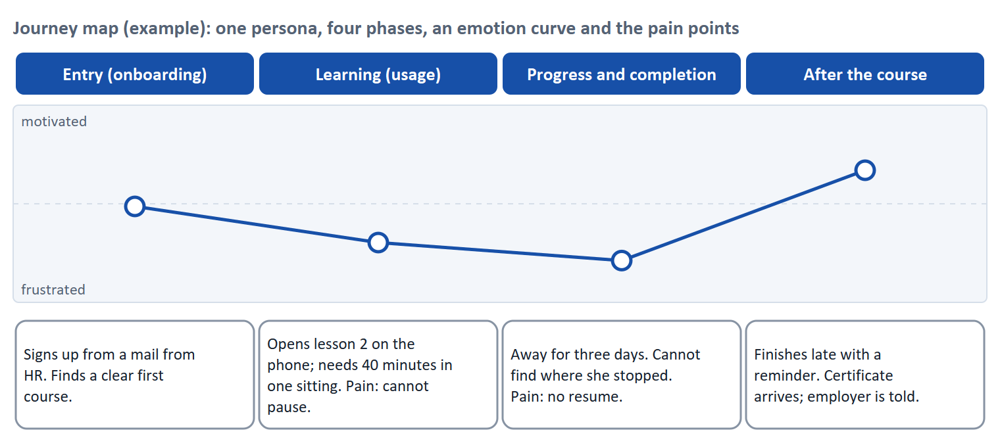 Journey map (example): one persona, four phases, an emotion curve and the pain points
Entry (onboarding)
Learning (usage)
Progress and completion
After the course
motivated
frustrated
Signs up from a mail from
HR. Finds a clear first
course.
Opens lesson 2 on the
phone; needs 40 minutes in
one sitting. Pain: cannot
pause.
Away for three days. Cannot
find where she stopped.
Pain: no resume.
Finishes late with a
reminder. Certificate
arrives; employer is told.